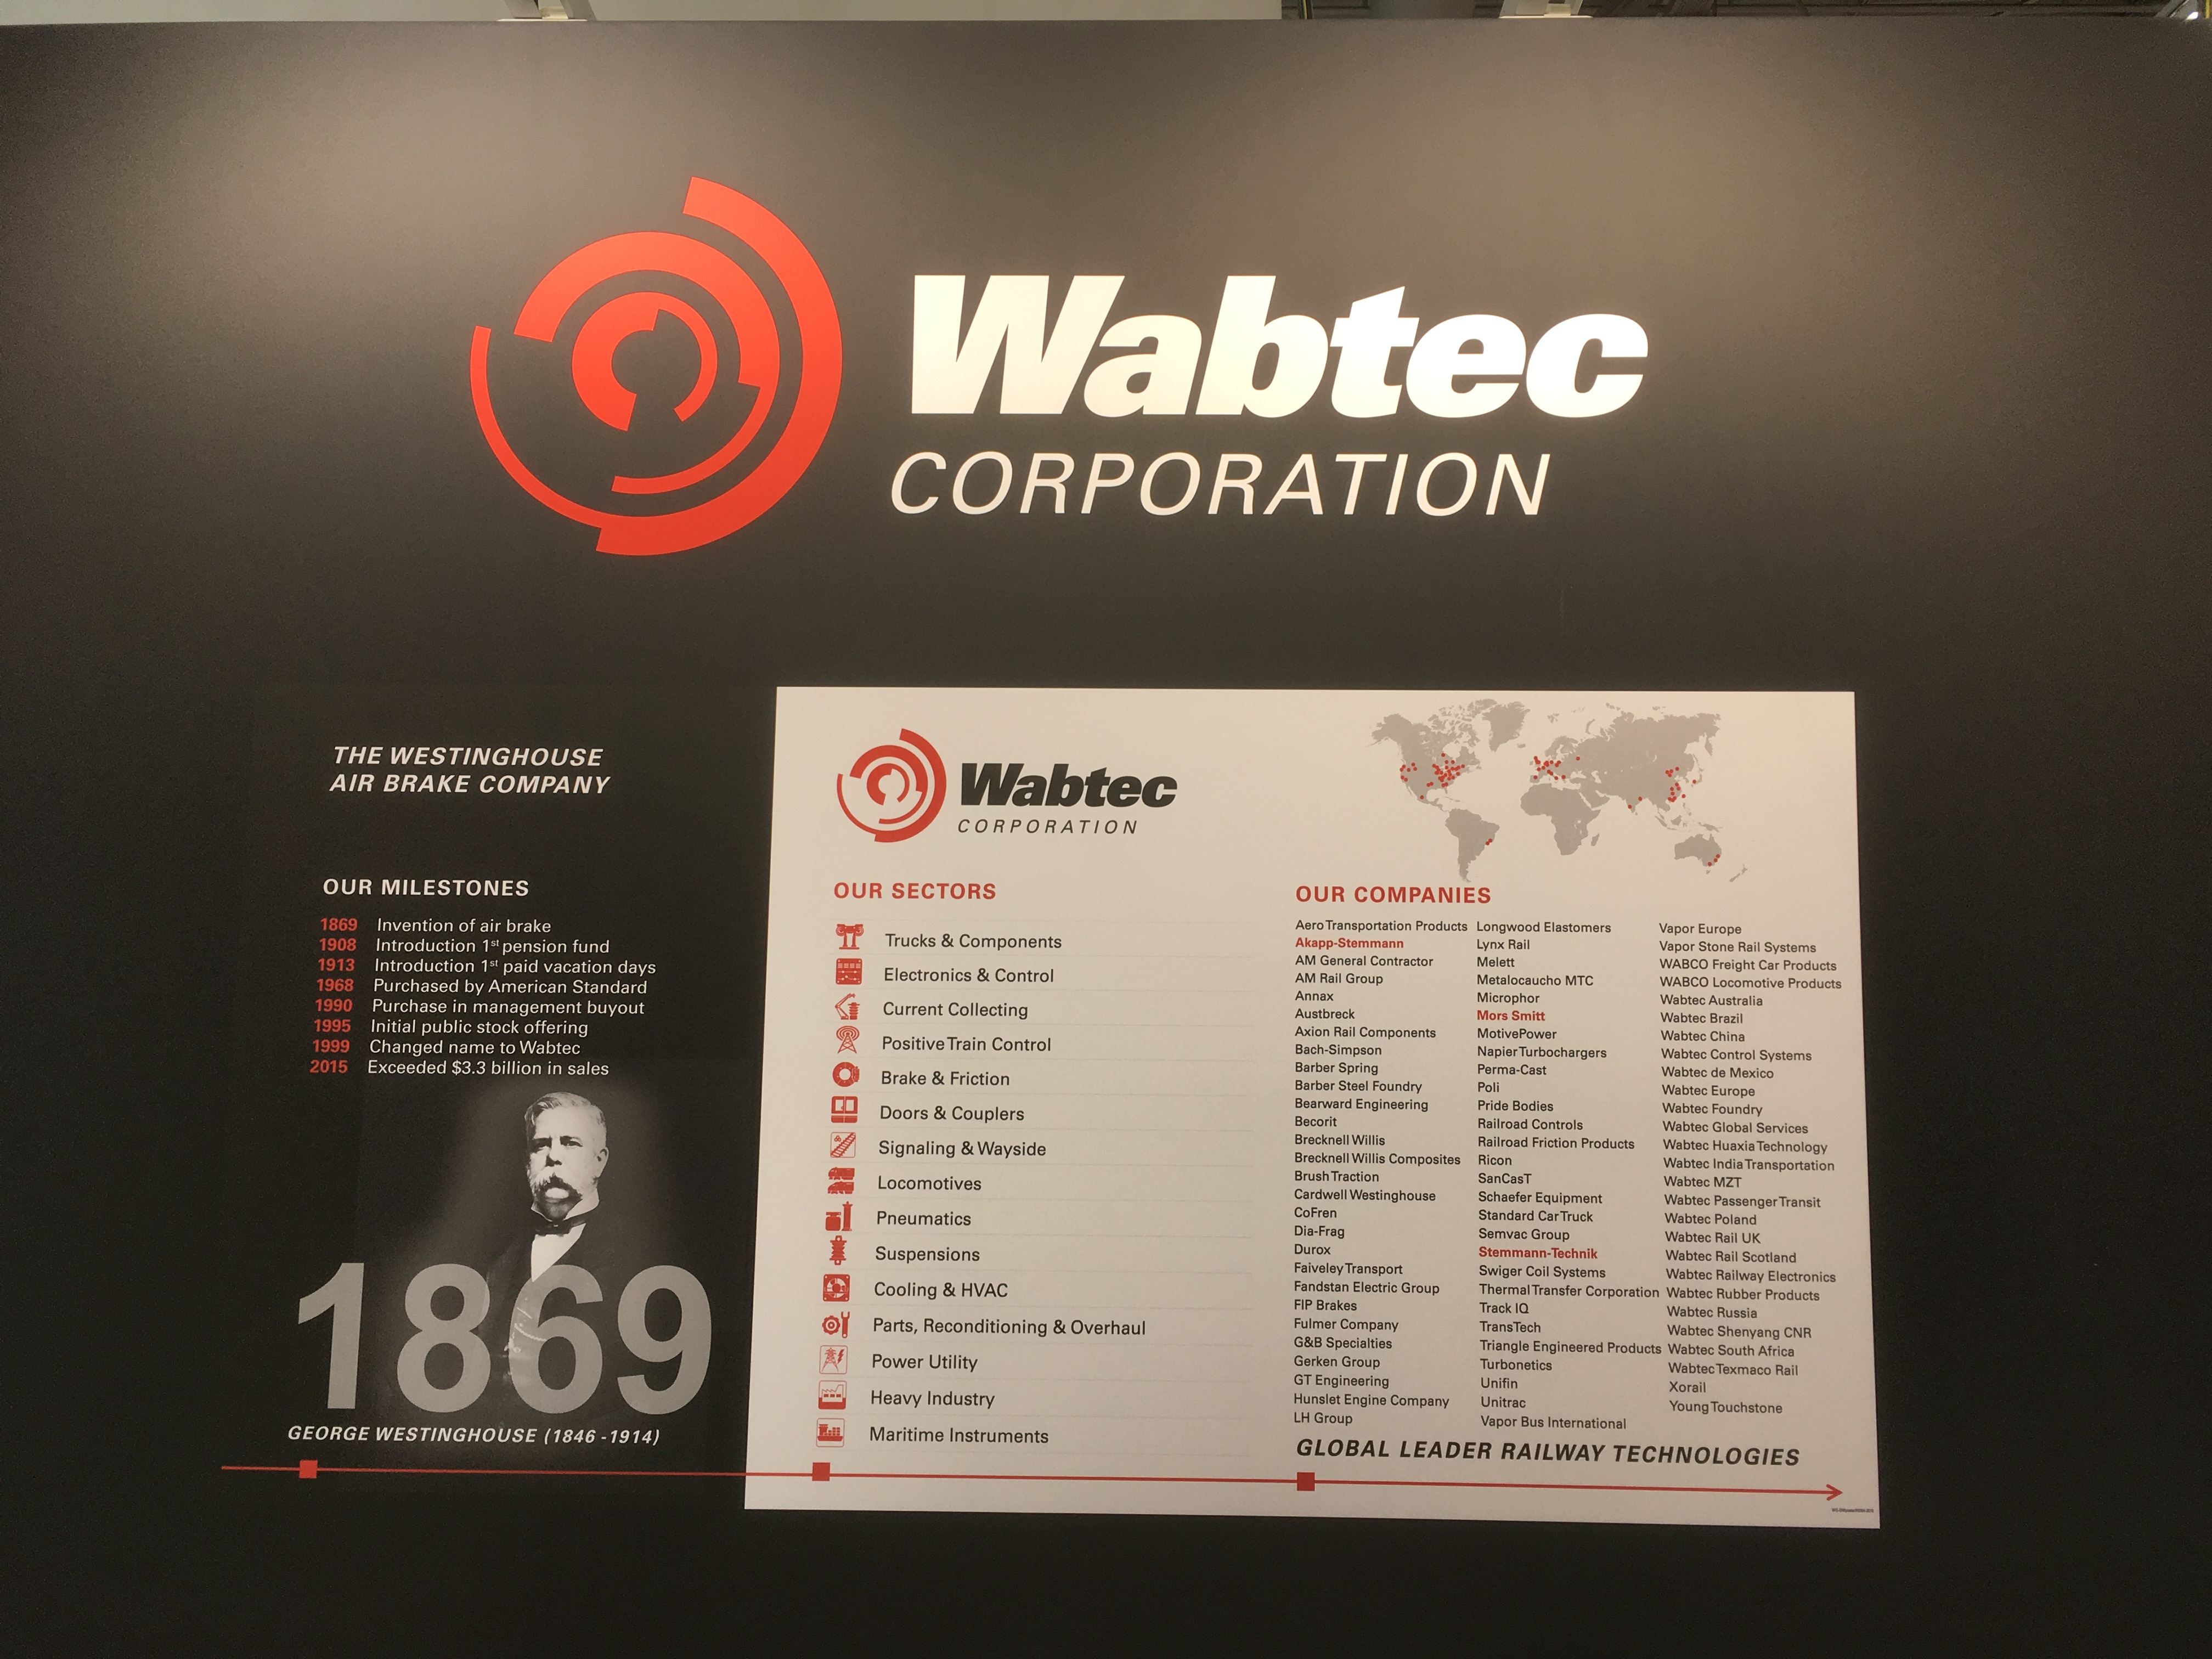 Wabtec
CORPORATION
THE WESTINGHOUSE
AIR BRAKE COMPANY
OUR MILESTONES
1869 Invention of air brake
1908 Introduction 1st pension fund
1913 Introduction 1st paid vacation days
1968 Purchased by American Standard
1990 Purchase in management buyout
1995 Initial public stock offering
1999 Changed name to Wabtec
2015 Exceeded $3.3 billion in sales
1869
GEORGE WESTINGHOUSE (1846 -1914)
Wabtec
CORPORATION
OUR SECTORS
Trucks & Components
Electronics & Control
Current Collecting
Positive Train Control
Brake & Friction
Doors & Couplers
Signaling & Wayside
Locomotives
Pneumatics
Suspensions
Cooling & HVAC
Parts, Reconditioning & Overhaul
Power Utility
Heavy Industry
Maritime Instruments
OUR COMPANIES
Aero Transportation Products
Akapp-Stemmann
AM General Contractor
AM Rail Group
Annax
Austbreck
Axion Rail Components
Bach-Simpson
Barber Spring
Barber Steel Foundry
Bearward Engineering
Becorit
Brecknell Willis
Brecknell Willis Composites
Brush Traction
Cardwell Westinghouse
CoFren
Dia-Frag
Durox
Faiveley Transport
Fandstan Electric Group
FIP Brakes
Fulmer Company
G&B Specialties
Gerken Group
GT Engineering
Hunslet Engine Company
LH Group
Longwood Elastomers
Lynx Rail
Melett
Metalocaucho MTC
Microphor
Mors Smitt
MotivePower
Napier Turbochargers
Perma-Cast
Poli
Pride Bodies
Railroad Controls
Railroad Friction Products
Ricon
SanCasT
Schaefer Equipment
Standard Car Truck
Semvac Group
Stemmann-Technik
Swiger Coil Systems
Thermal Transfer Corporation
Track IQ
TransTech
Triangle Engineered Products
Turbonetics
Unifin
Unitrac
Vapor Bus International
Vapor Europe
Vapor Stone Rail Systems
WABCO Freight Car Products
WABCO Locomotive Products
Wabtec Australia
Wabtec Brazil
Wabtec China
Wabtec Control Systems
Wabtec de Mexico
Wabtec Europe
Wabtec Foundry
Wabtec Global Services
Wabtec Huaxia Technology
Wabtec India Transportation
Wabtec MZT
Wabtec Passenger Transit
Wabtec Poland
Wabtec Rail UK
Wabtec Rail Scotland
Wabtec Railway Electronics
Wabtec Rubber Products
Wabtec Russia
Wabtec Shenyang CNR
Wabtec South Africa
Wabtec Texmaco Rail
Xorail
Young Touchstone
GLOBAL LEADER RAILWAY TECHNOLOGIES